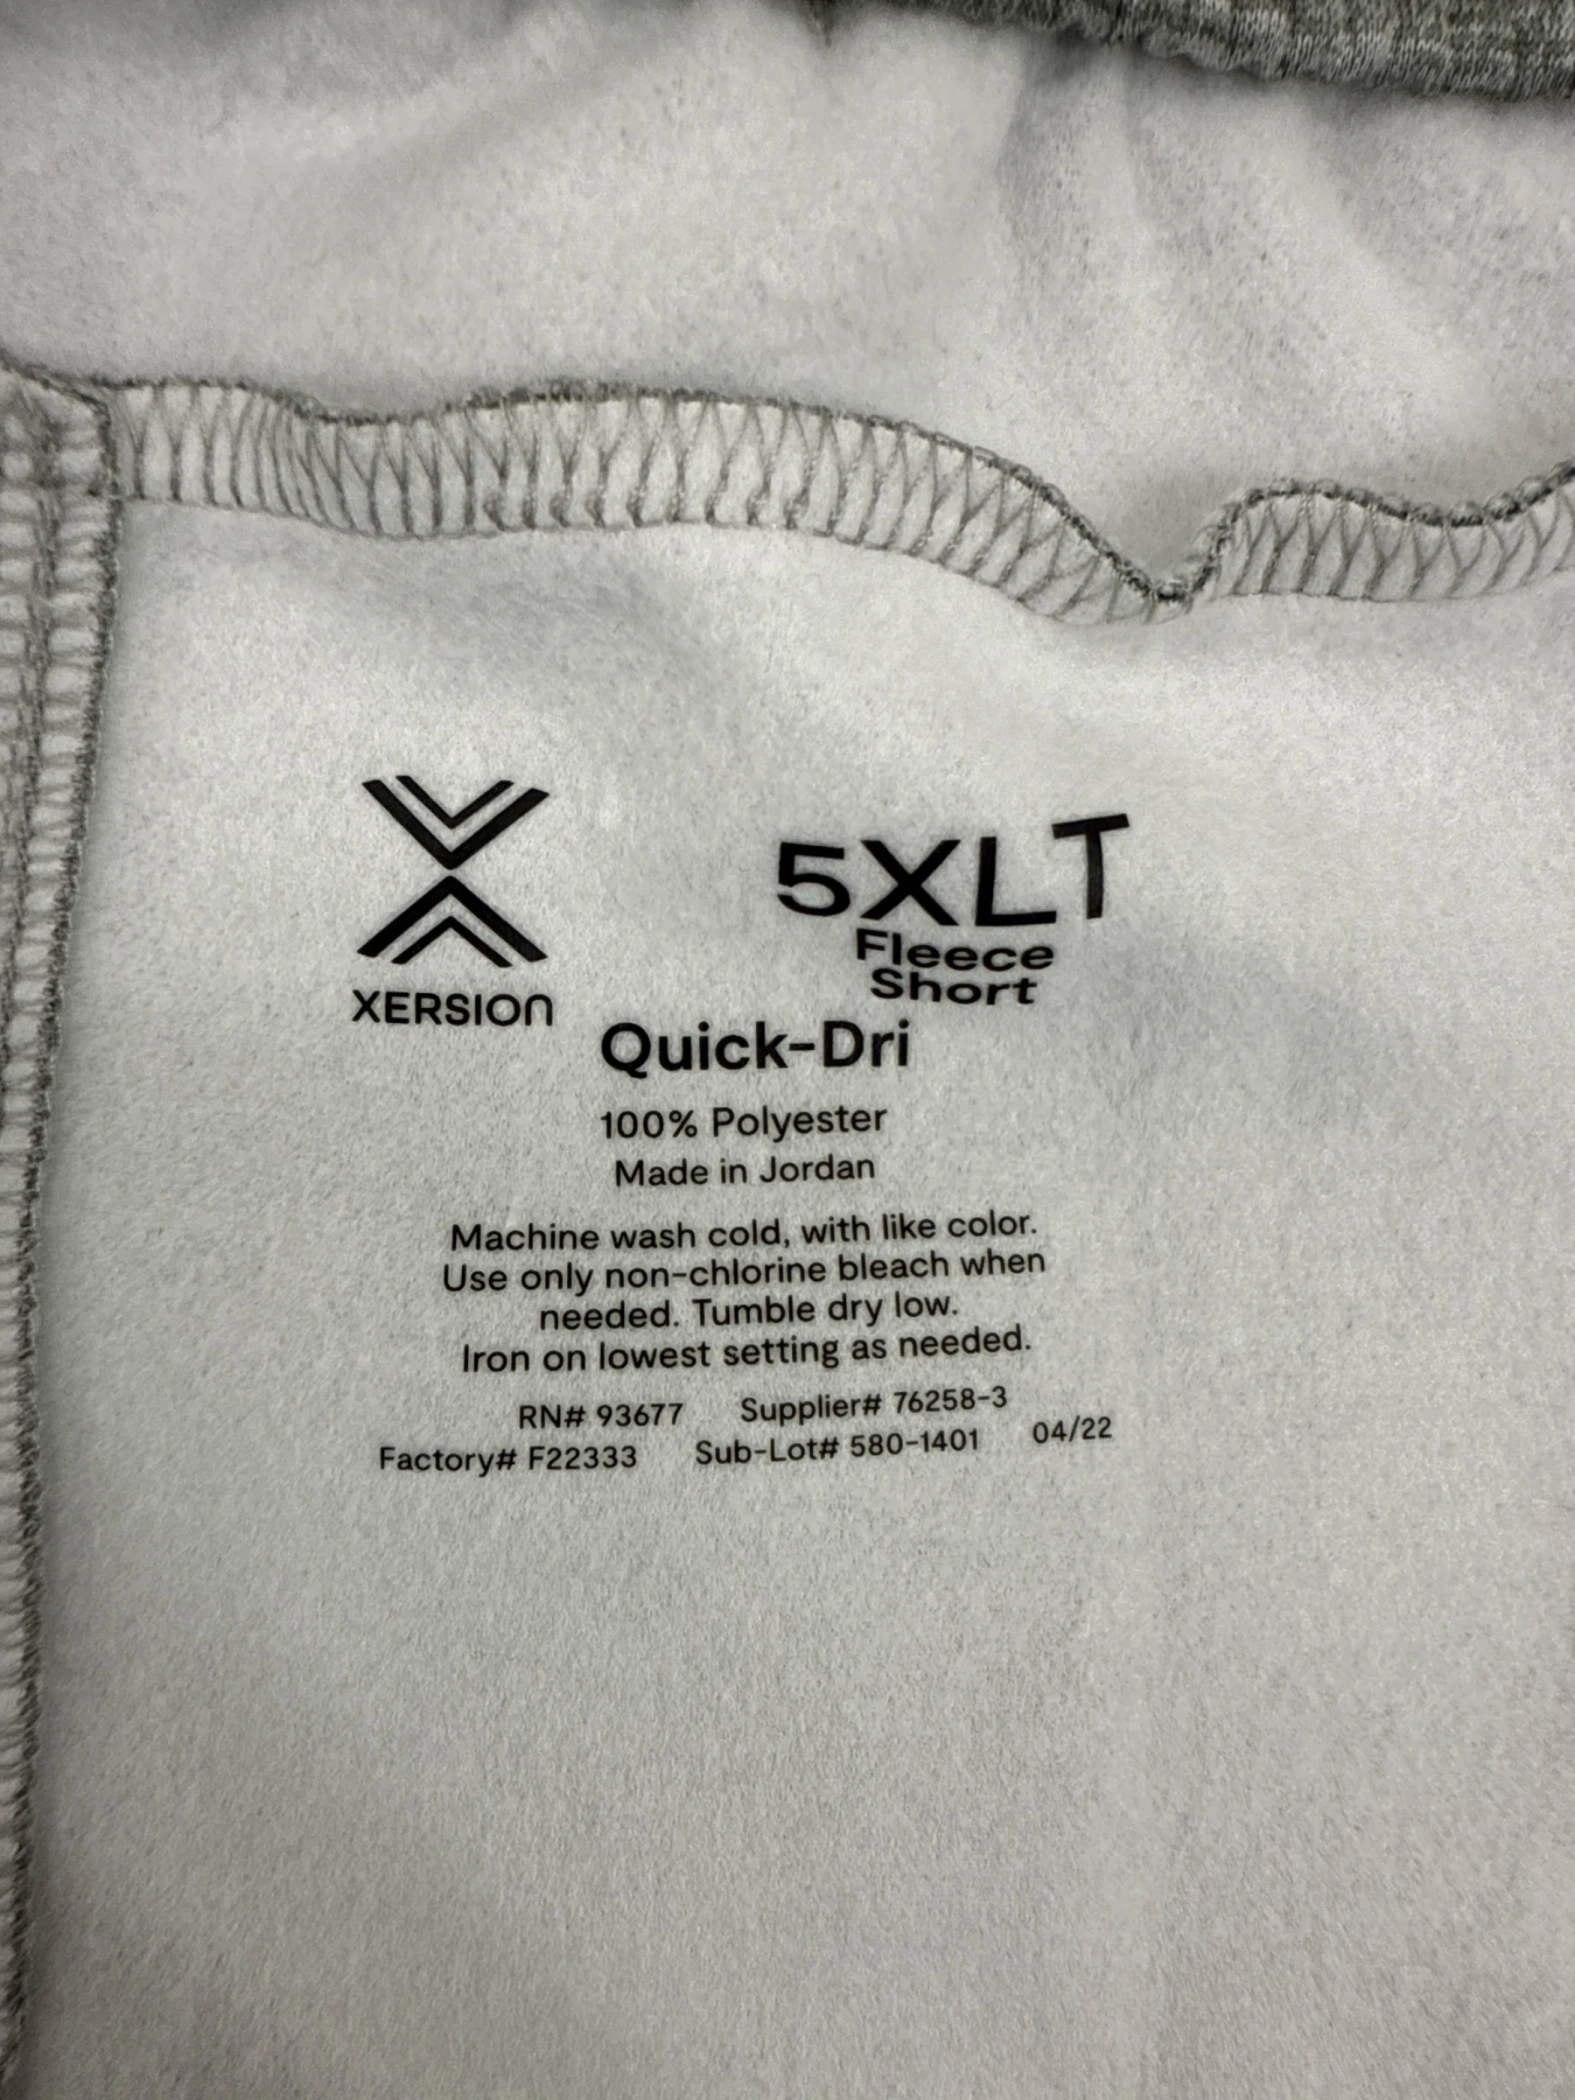 XERSION
5XLT
Fleece
Short
Quick-Dri
100% Polyester
Made in Jordan
Machine wash cold, with like color.
Use only non-chlorine bleach when
needed. Tumble dry low.
Iron on lowest setting as needed.
RN# 93677 Supplier# 76258-3
Factory# F22333 Sub-Lot# 580-1401 04/22